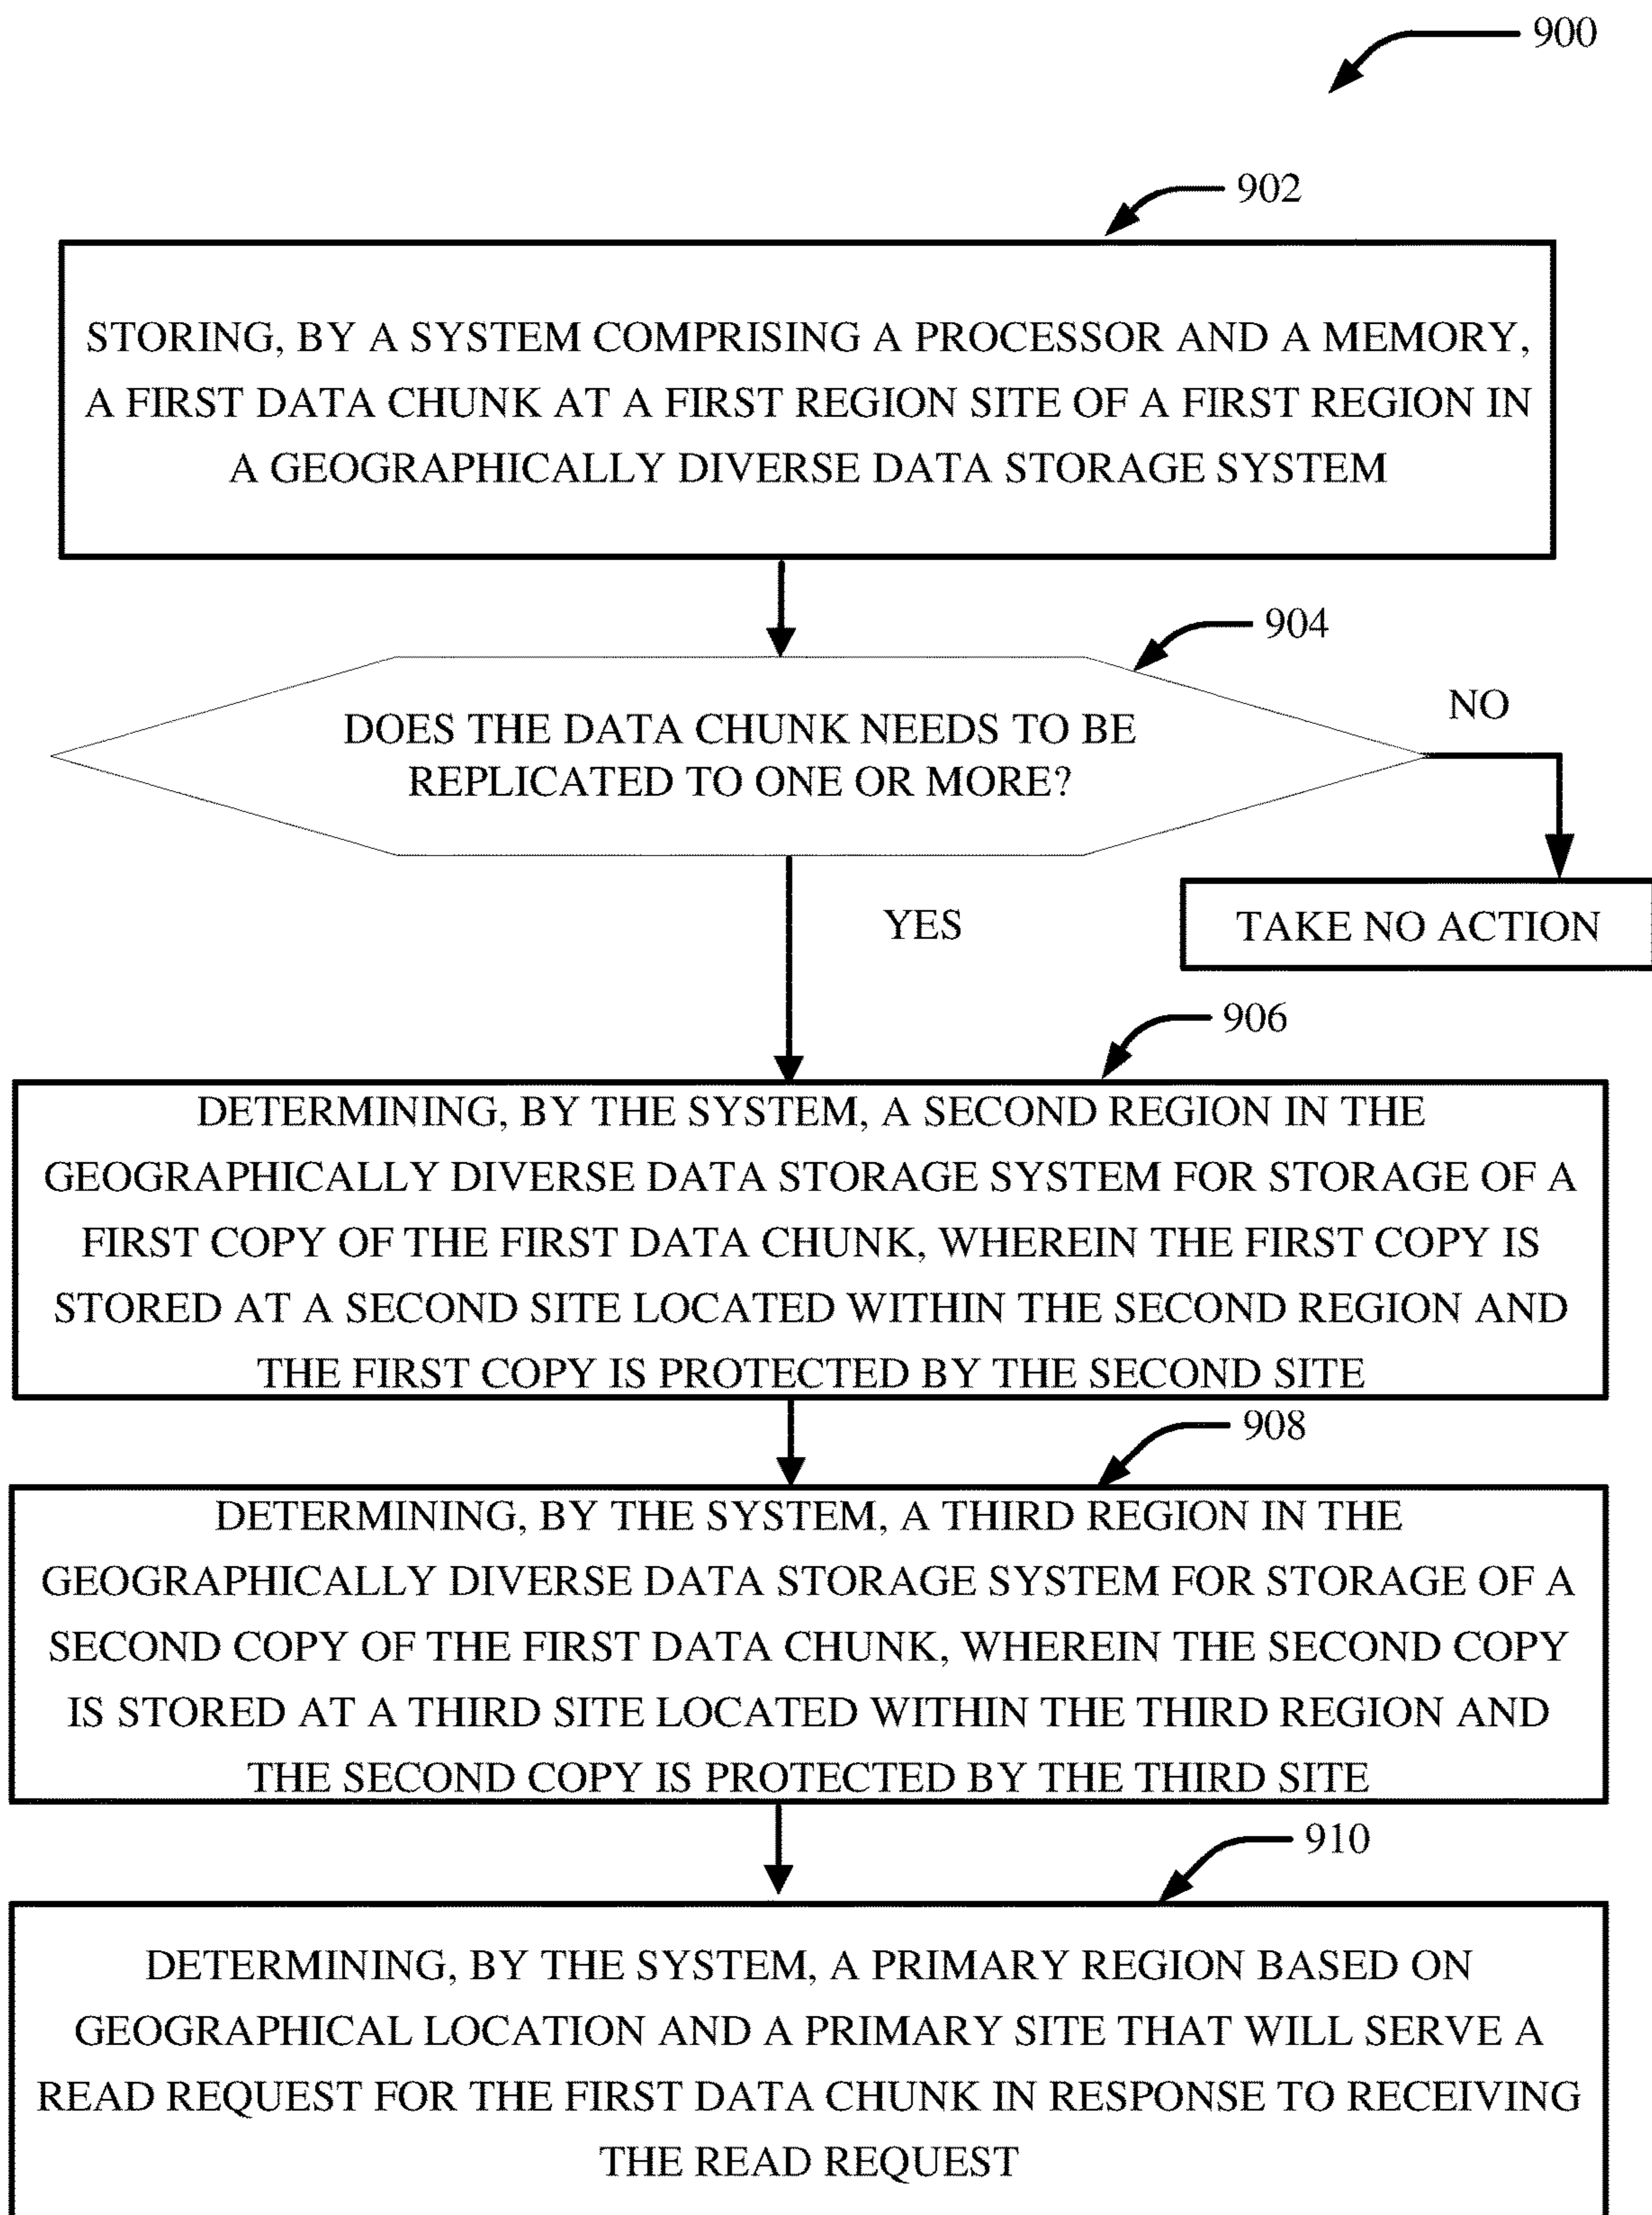 900
902
STORING, BY A SYSTEM COMPRISING A PROCESSOR AND A MEMORY,
A FIRST DATA CHUNK AT A FIRST REGION SITE OF A FIRST REGION IN
A GEOGRAPHICALLY DIVERSE DATA STORAGE SYSTEM
904
DOES THE DATA CHUNK NEEDS TO BE
REPLICATED TO ONE OR MORE?
NO
YES
TAKE NO ACTION
906
DETERMINING, BY THE SYSTEM, A SECOND REGION IN THE
GEOGRAPHICALLY DIVERSE DATA STORAGE SYSTEM FOR STORAGE OF A
FIRST COPY OF THE FIRST DATA CHUNK, WHEREIN THE FIRST COPY IS
STORED AT A SECOND SITE LOCATED WITHIN THE SECOND REGION AND
THE FIRST COPY IS PROTECTED BY THE SECOND SITE
908
DETERMINING, BY THE SYSTEM, A THIRD REGION IN THE
GEOGRAPHICALLY DIVERSE DATA STORAGE SYSTEM FOR STORAGE OF A
SECOND COPY OF THE FIRST DATA CHUNK, WHEREIN THE SECOND COPY
IS STORED AT A THIRD SITE LOCATED WITHIN THE THIRD REGION AND
THE SECOND COPY IS PROTECTED BY THE THIRD SITE
910
DETERMINING, BY THE SYSTEM, A PRIMARY REGION BASED ON
GEOGRAPHICAL LOCATION AND A PRIMARY SITE THAT WILL SERVE A
READ REQUEST FOR THE FIRST DATA CHUNK IN RESPONSE TO RECEIVING
THE READ REQUEST